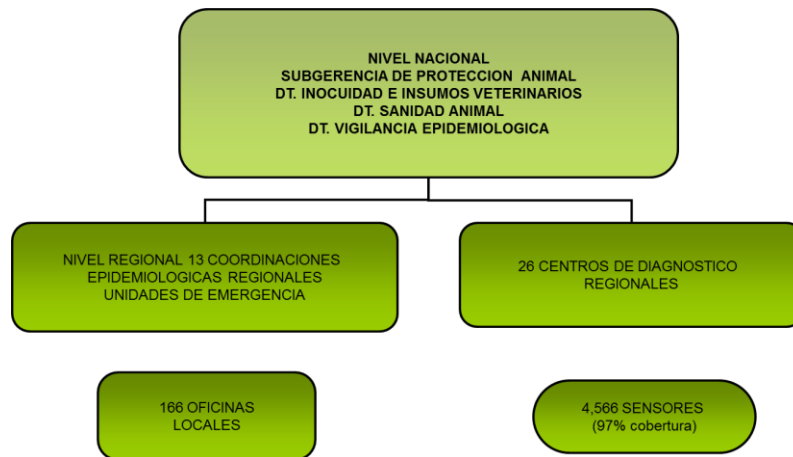 NIVEL NACIONAL
SUBGERENCIA DE PROTECCION ANIMAL
DT. INOCUIDAD E INSUMOS VETERINARIOS
DT. SANIDAD ANIMAL
DT. VIGILANCIA EPIDEMIOLOGICA
NIVEL REGIONAL 13 COORDINACIONES
EPIDEMIOLOGICAS REGIONALES
UNIDADES DE EMERGENCIA
26 CENTROS DE DIAGNOSTICO
REGIONALES
166 OFICINAS
LOCALES
4,566 SENSORES
(97% cobertura)